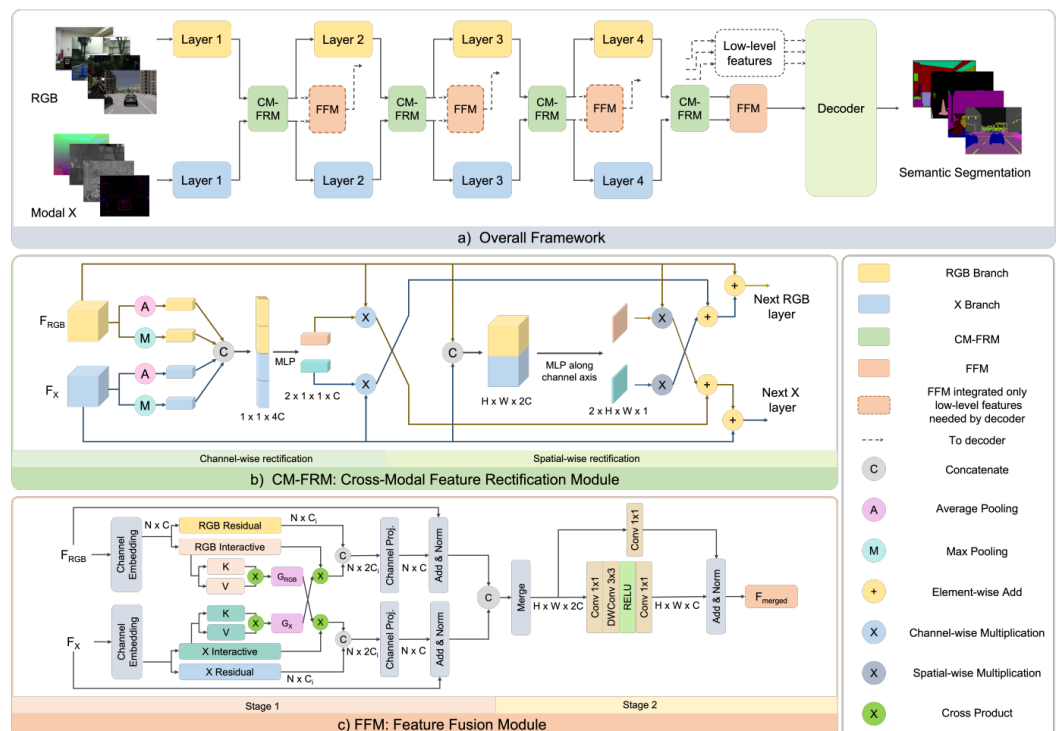 RGB
Modal X
Layer 1
Layer 2
Layer 3
Layer 4
Layer 1
Layer 2
Layer 3
Layer 4
CM-
FRM
FFM
CM-
FRM
FFM
CM-
FRM
FFM
CM-
FRM
FFM
Low-level
features
Decoder
Semantic Segmentation
a) Overall Framework
F_RGB
F_X
A
M
A
M
C
1 x 1 x 4C
MLP
2 x 1 x 1 x C
X
X
C
H x W x 2C
MLP along
channel axis
2 x H x W x 1
X
X
+
+
+
+
Next RGB
layer
Next X
layer
Channel-wise rectification
Spatial-wise rectification
b) CM-FRM: Cross-Modal Feature Rectification Module
F_RGB
F_X
Channel
Embedding
Channel
Embedding
N x C
RGB Residual
N x C_i
RGB Interactive
K
V
X
G_RGB
X
K
V
X
G_X
X
X Interactive
X Residual
N x C_i
C
N x 2C_i
C
N x 2C_i
Channel Proj.
Channel Proj.
N x C
N x C
Add & Norm
Add & Norm
C
Merge
H x W x 2C
Conv 1x1
Conv 1x1
DWConv 3x3
RELU
Conv 1x1
H x W x C
Add & Norm
F_merged
Stage 1
Stage 2
c) FFM: Feature Fusion Module
RGB Branch
X Branch
CM-FRM
FFM
FFM integrated only
low-level features
needed by decoder
To decoder
C
Concatenate
A
Average Pooling
M
Max Pooling
+
Element-wise Add
X
Channel-wise Multiplication
X
Spatial-wise Multiplication
X
Cross Product